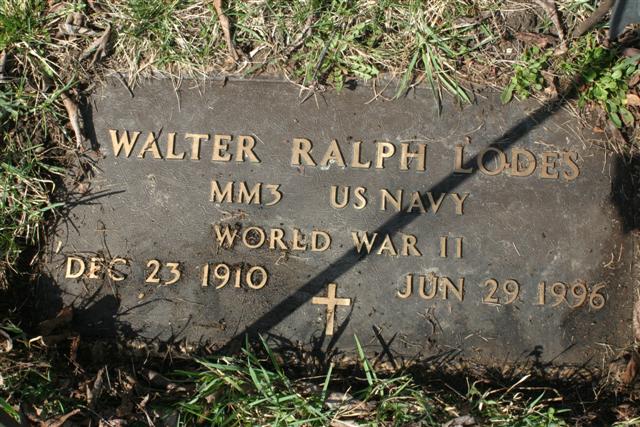 WALTER RALPH LODES
MM3 US NAVY
WORLD WAR II
DEC 23 1910 JUN 29 1996